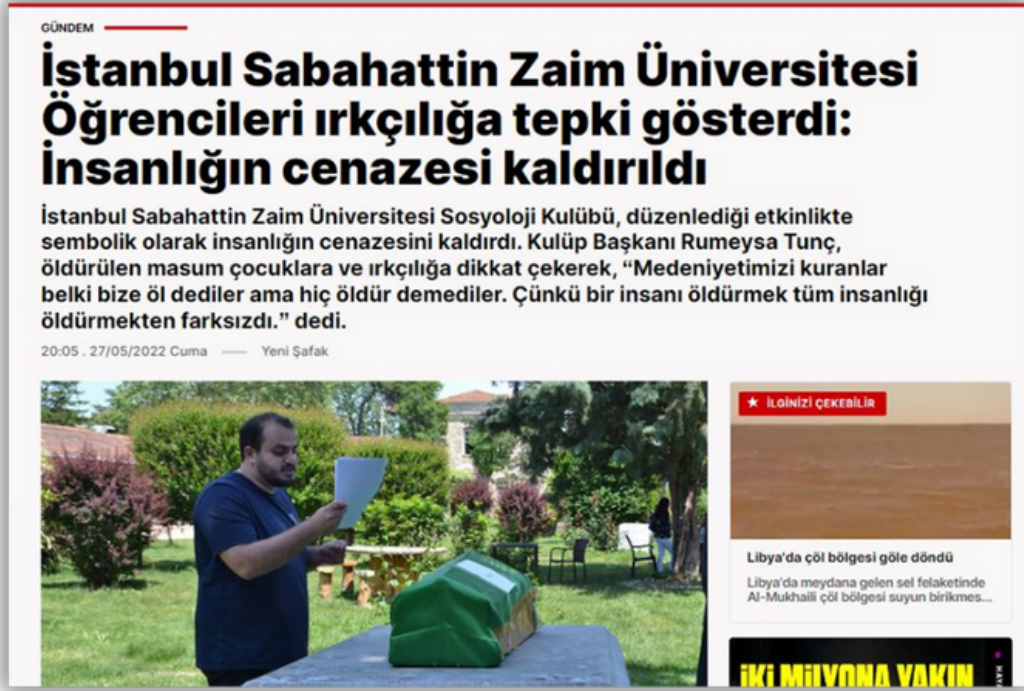 GÜNDEM
İstanbul Sabahattin Zaim Üniversitesi
Öğrencileri ırkçılığa tepki gösterdi:
İnsanlığın cenazesi kaldırıldı
İstanbul Sabahattin Zaim Üniversitesi Sosyoloji Kulübü, düzenlediği etkinlikte
sembolik olarak insanlığın cenazesini kaldırdı. Kulüp Başkanı Rumeysa Tunç,
öldürülen masum çocuklara ve ırkçılığa dikkat çekerek, “Medeniyetimizi kuranlar
belki bize öl dediler ama hiç öldür demediler. Çünkü bir insanı öldürmek tüm insanlığı
öldürmekten farksızdı.” dedi.
20:05 . 27/05/2022 Cuma
Yeni Şafak
İLGİNİZİ ÇEKEBİLİR
Libya'da çöl bölgesi göle döndü
Libya'da meydana gelen sel felaketinde
Al-Mukhaili çöl bölgesi suyun birikmes...
İKİ MİLYONA YAKIN